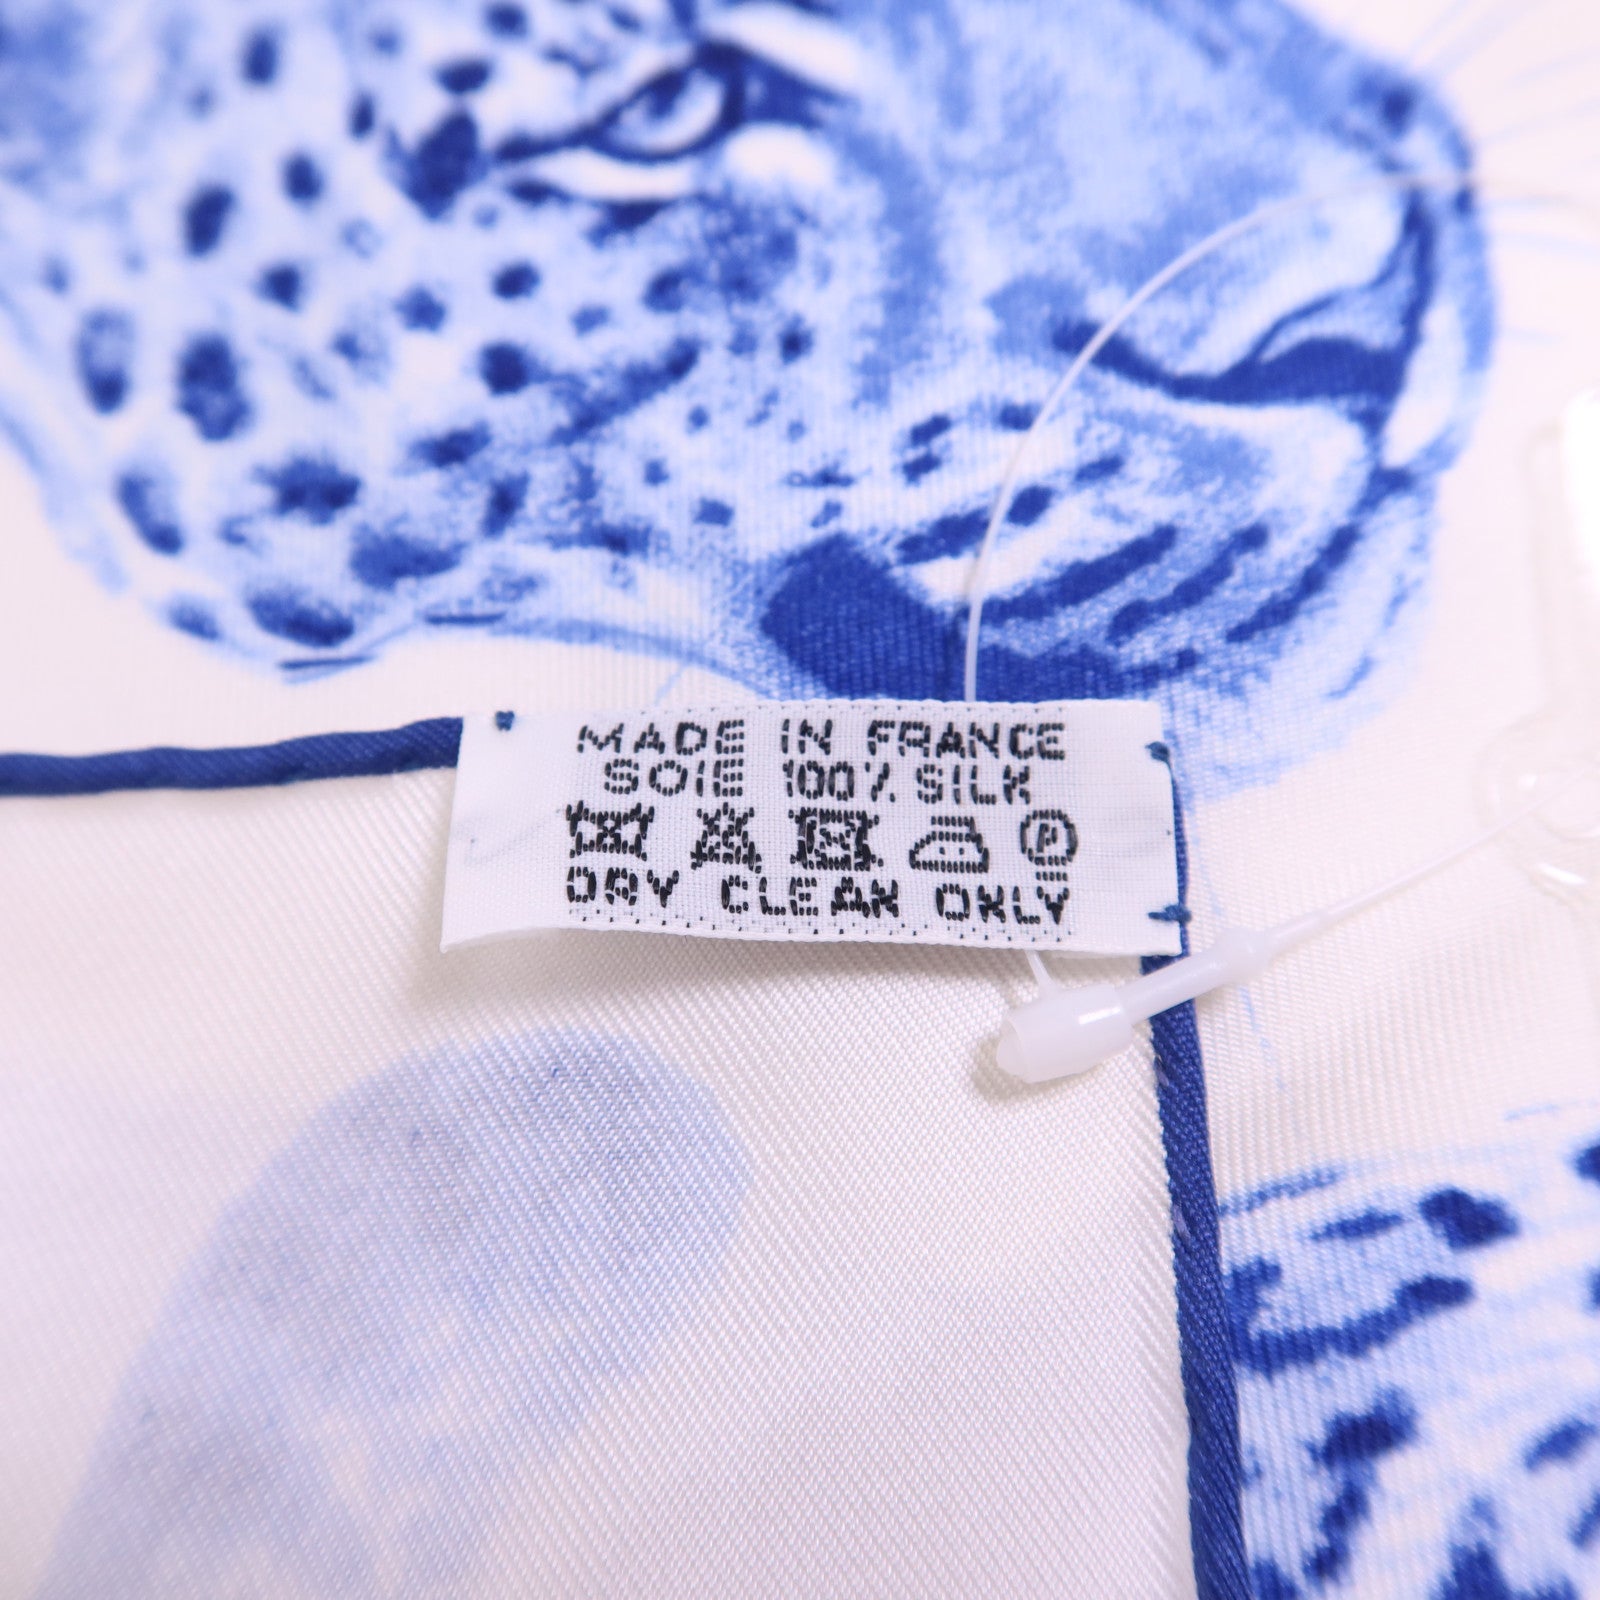 MADE IN FRANCE
SOIE 100% SILK
P
DRY CLEAN ONLY